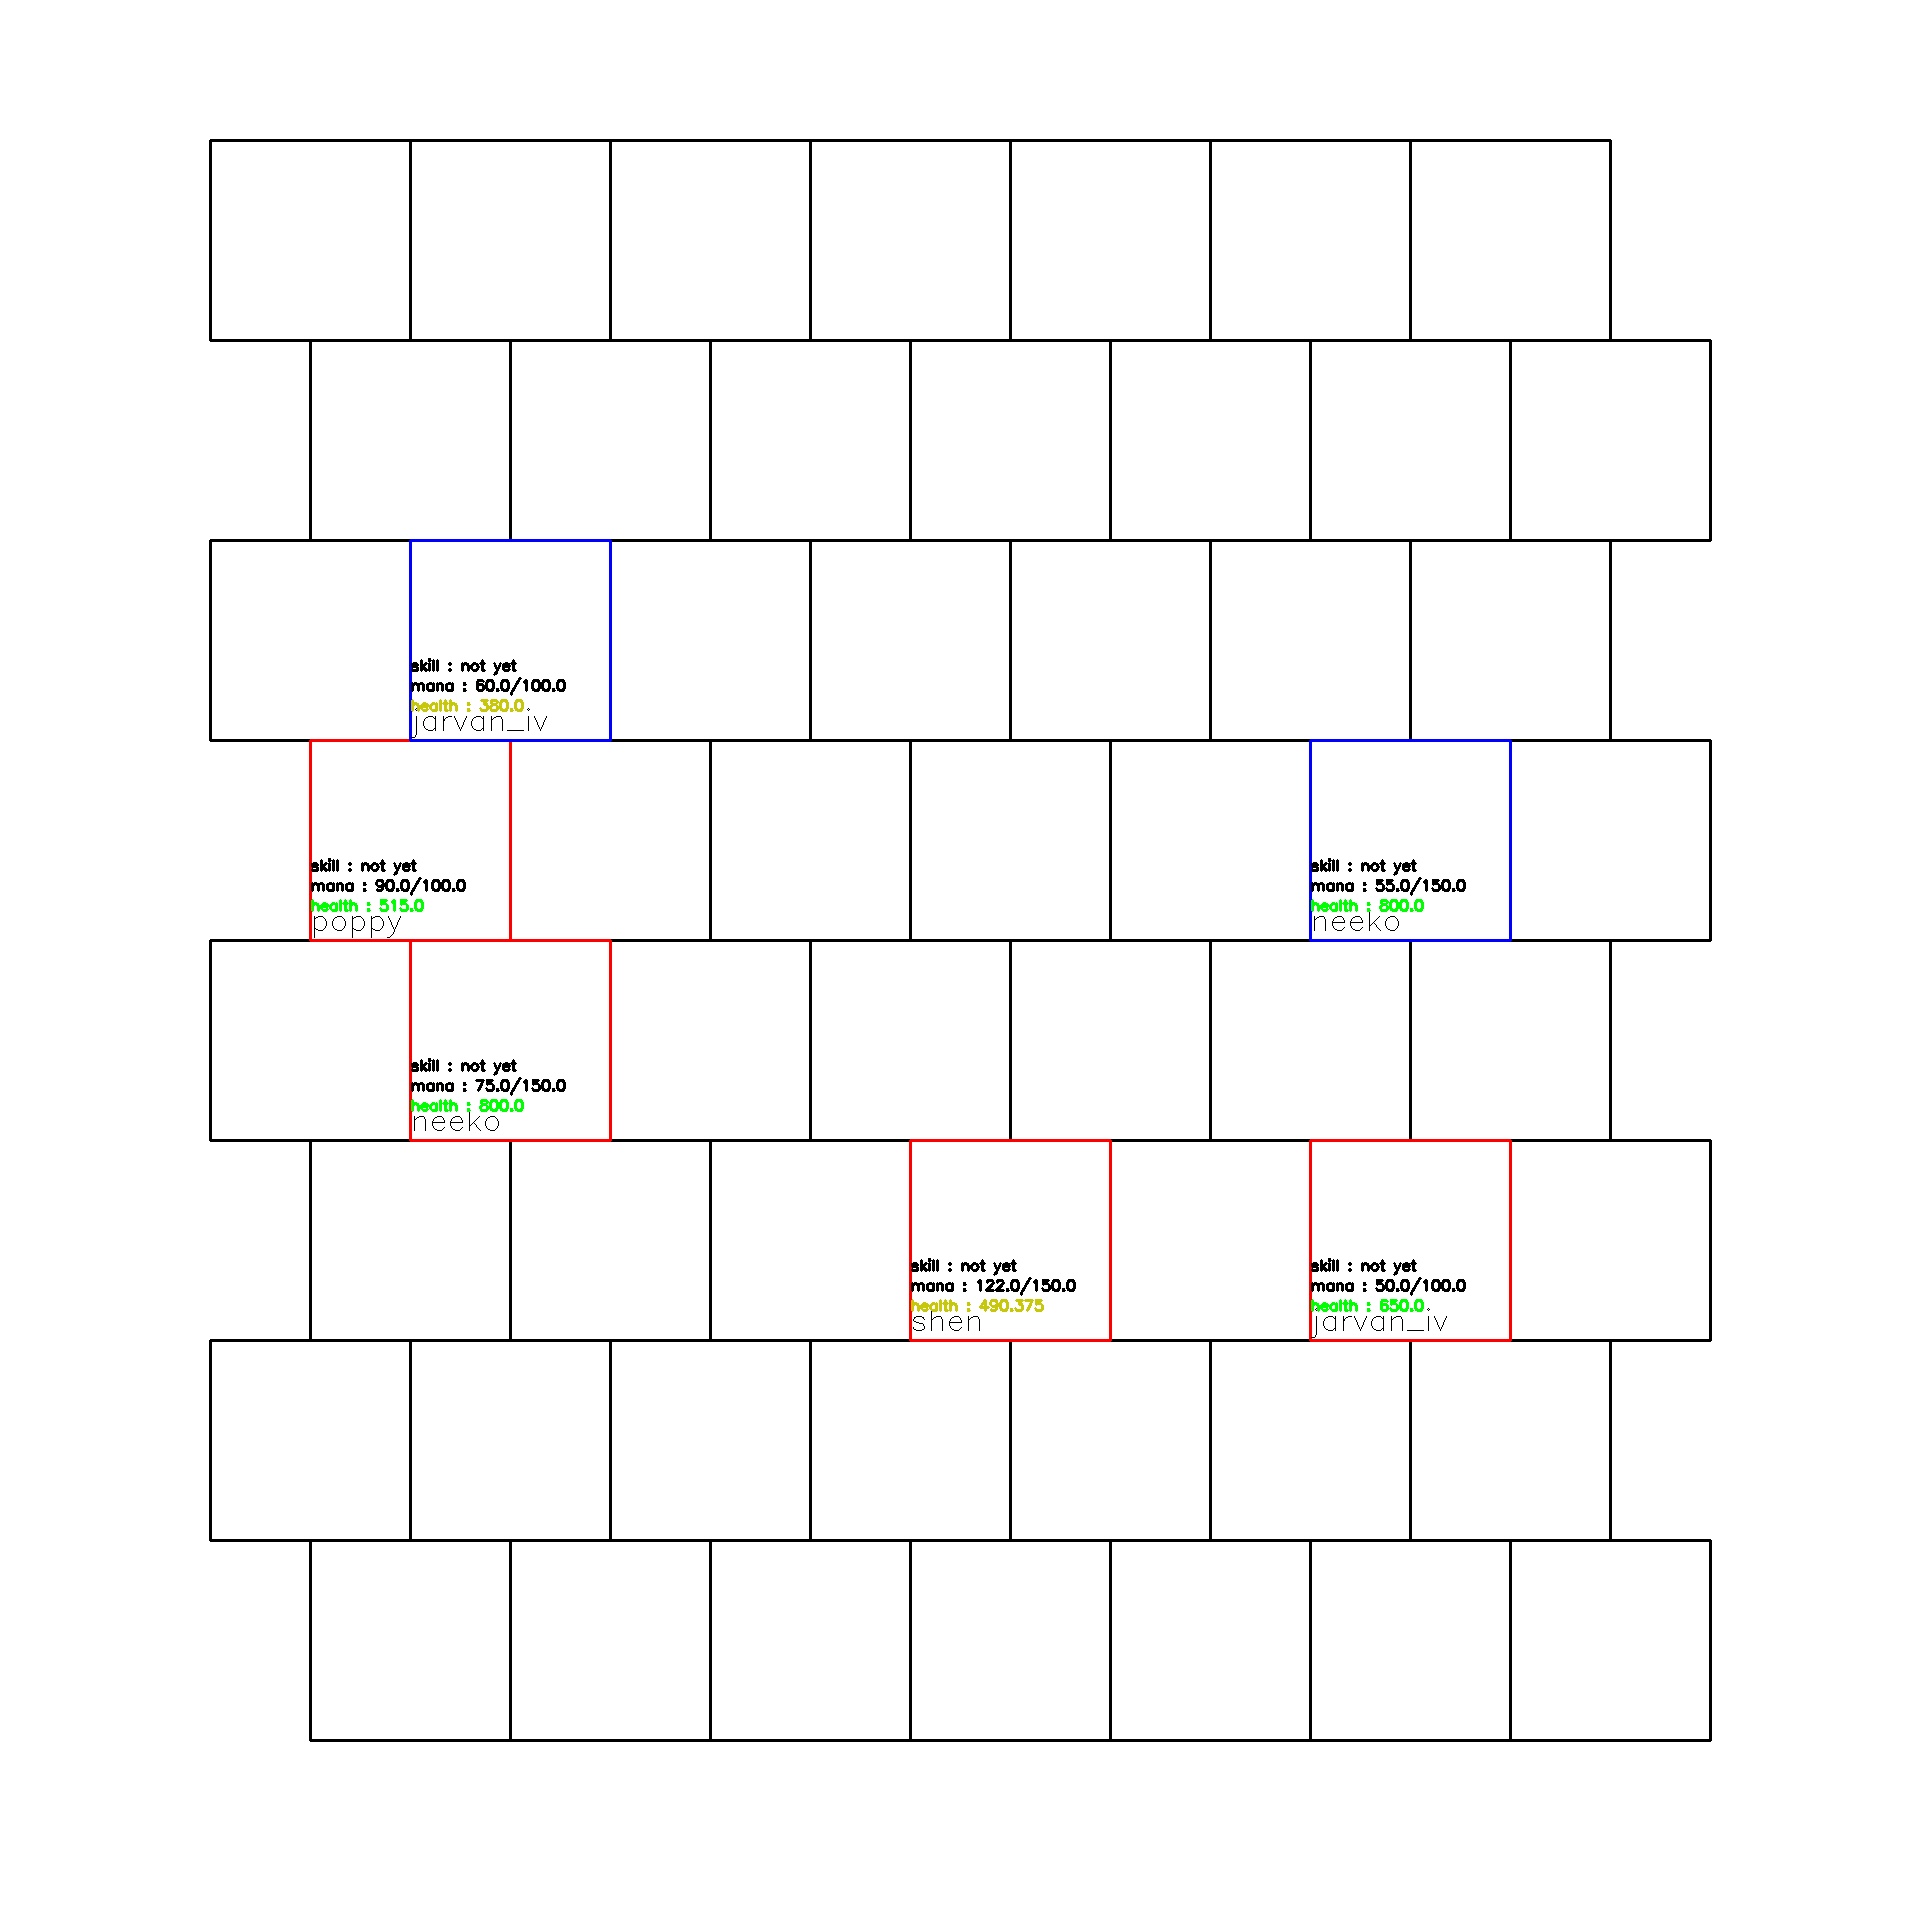 skill : not yet
mana : 60.0/100.0
health : 380.0
jarvan_iv
skill : not yet
mana : 90.0/100.0
health : 515.0
poppy
skill : not yet
mana : 55.0/150.0
health : 800.0
neeko
skill : not yet
mana : 75.0/150.0
health : 800.0
neeko
skill : not yet
mana : 122.0/150.0
health : 490.375
shen
skill : not yet
mana : 50.0/100.0
health : 650.0
jarvan_iv